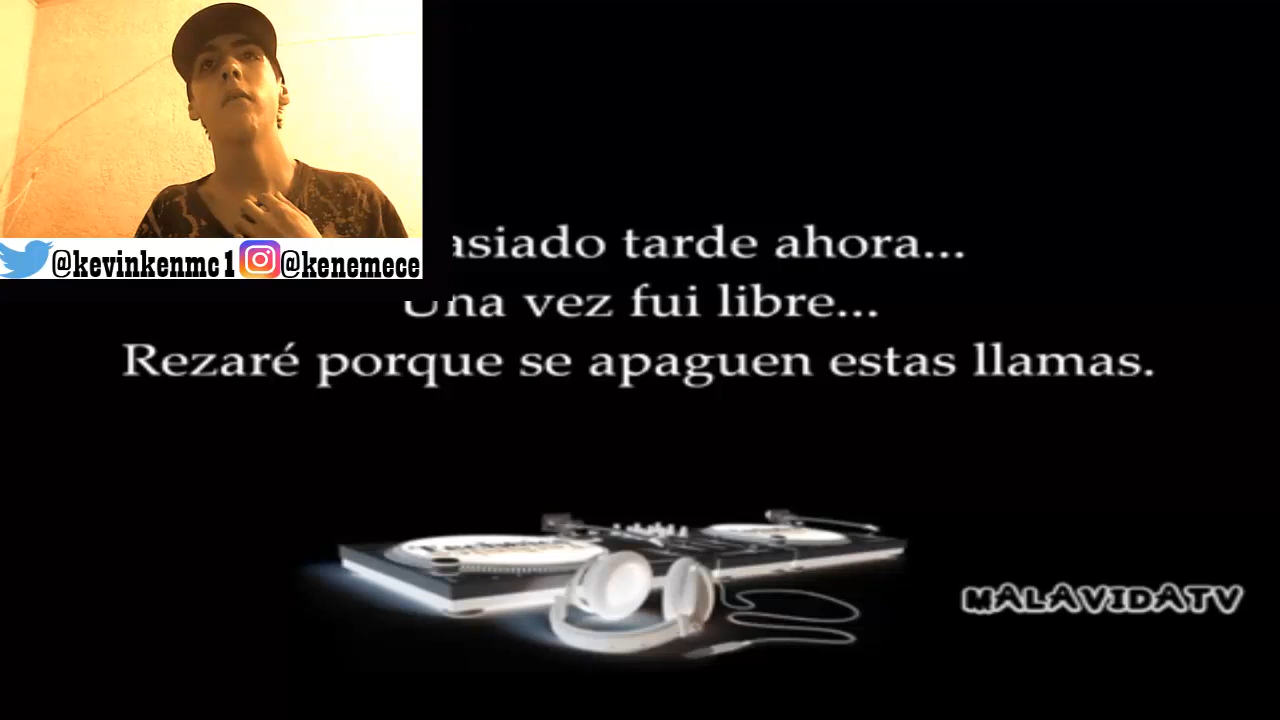 @kevinkenmc1 @kenemece
asiado tarde ahora...
Una vez fui libre...
Rezaré porque se apaguen estas llamas.
MALAVIDATV